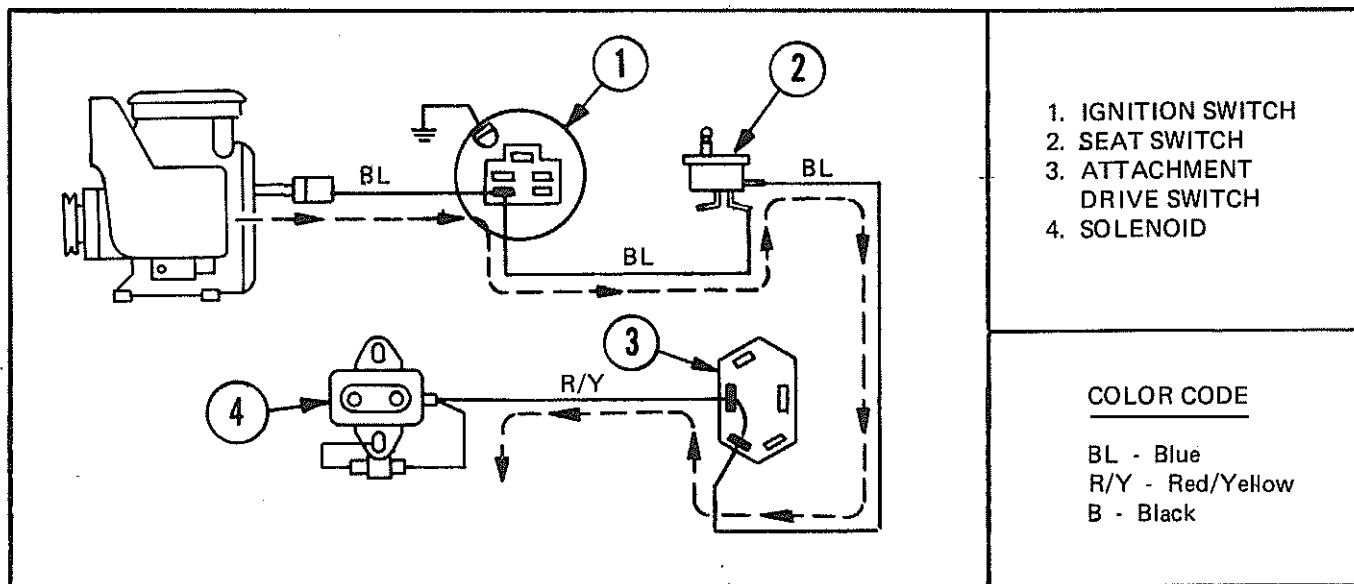 1
2
BL
BL
BL
3
R/Y
4
1. IGNITION SWITCH
2. SEAT SWITCH
3. ATTACHMENT
DRIVE SWITCH
4. SOLENOID
COLOR CODE
BL - Blue
R/Y - Red/Yellow
B - Black